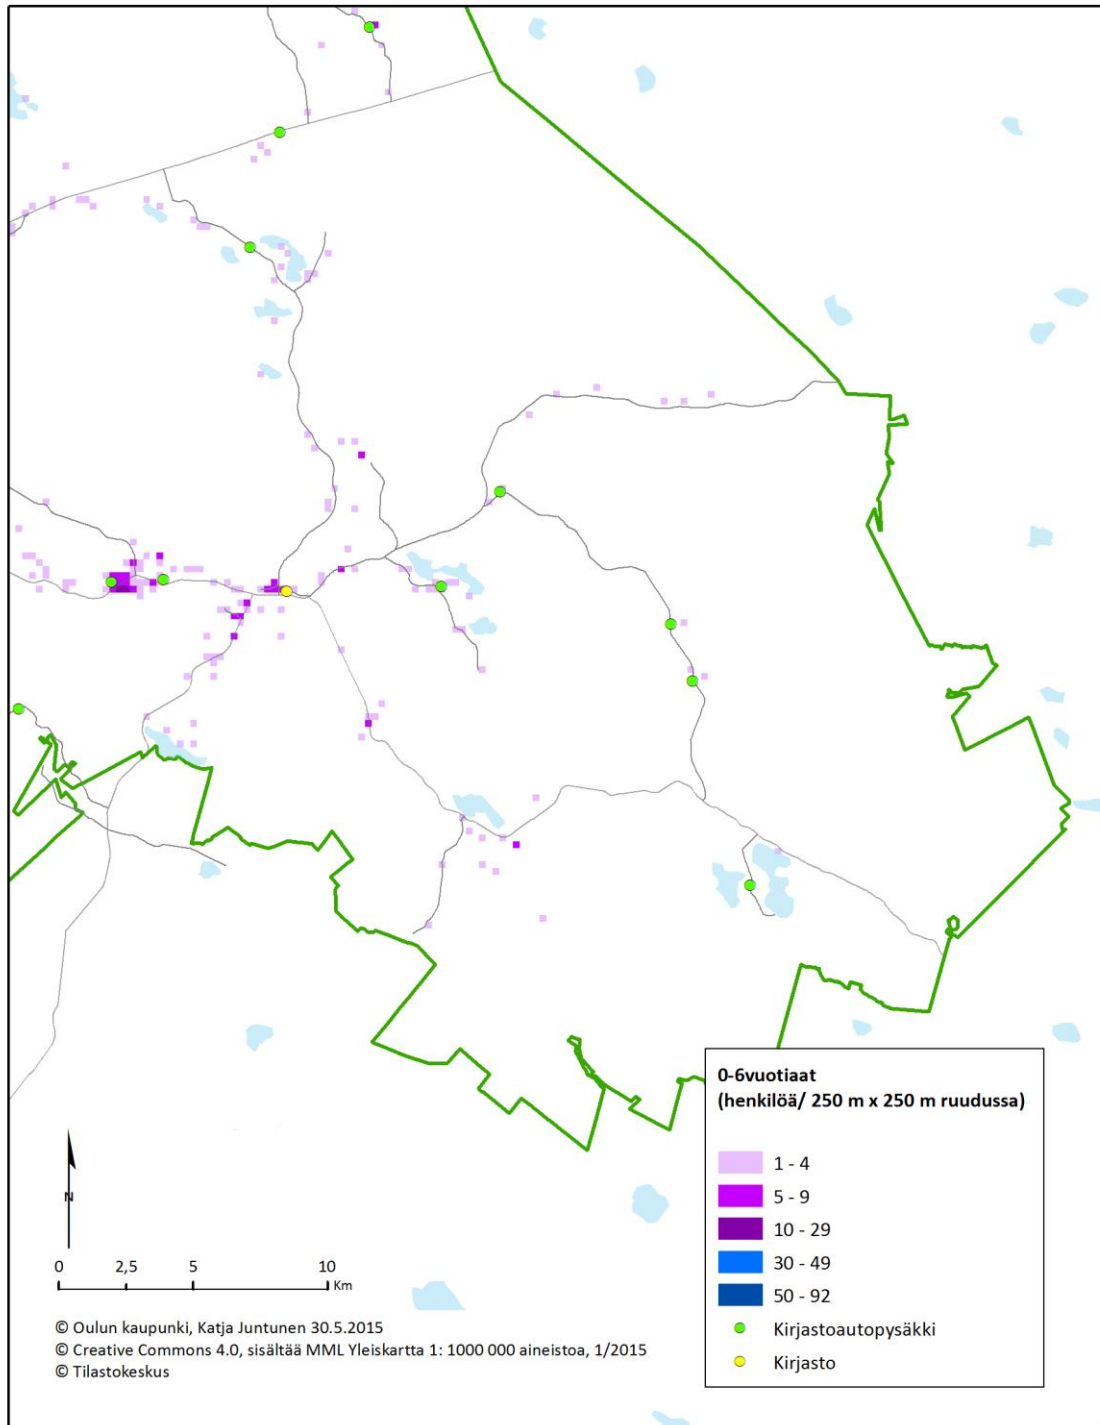 0-6vuotiaat
(henkilöä/ 250 m x 250 m ruudussa)
1 - 4
5 - 9
10 - 29
30 - 49
50 - 92
Kirjastoautopysäkki
Kirjasto
N
0 2,5 5 10
Km
© Oulun kaupunki, Katja Juntunen 30.5.2015
© Creative Commons 4.0, sisältää MML Yleiskartta 1: 1000 000 aineistoa, 1/2015
© Tilastokeskus